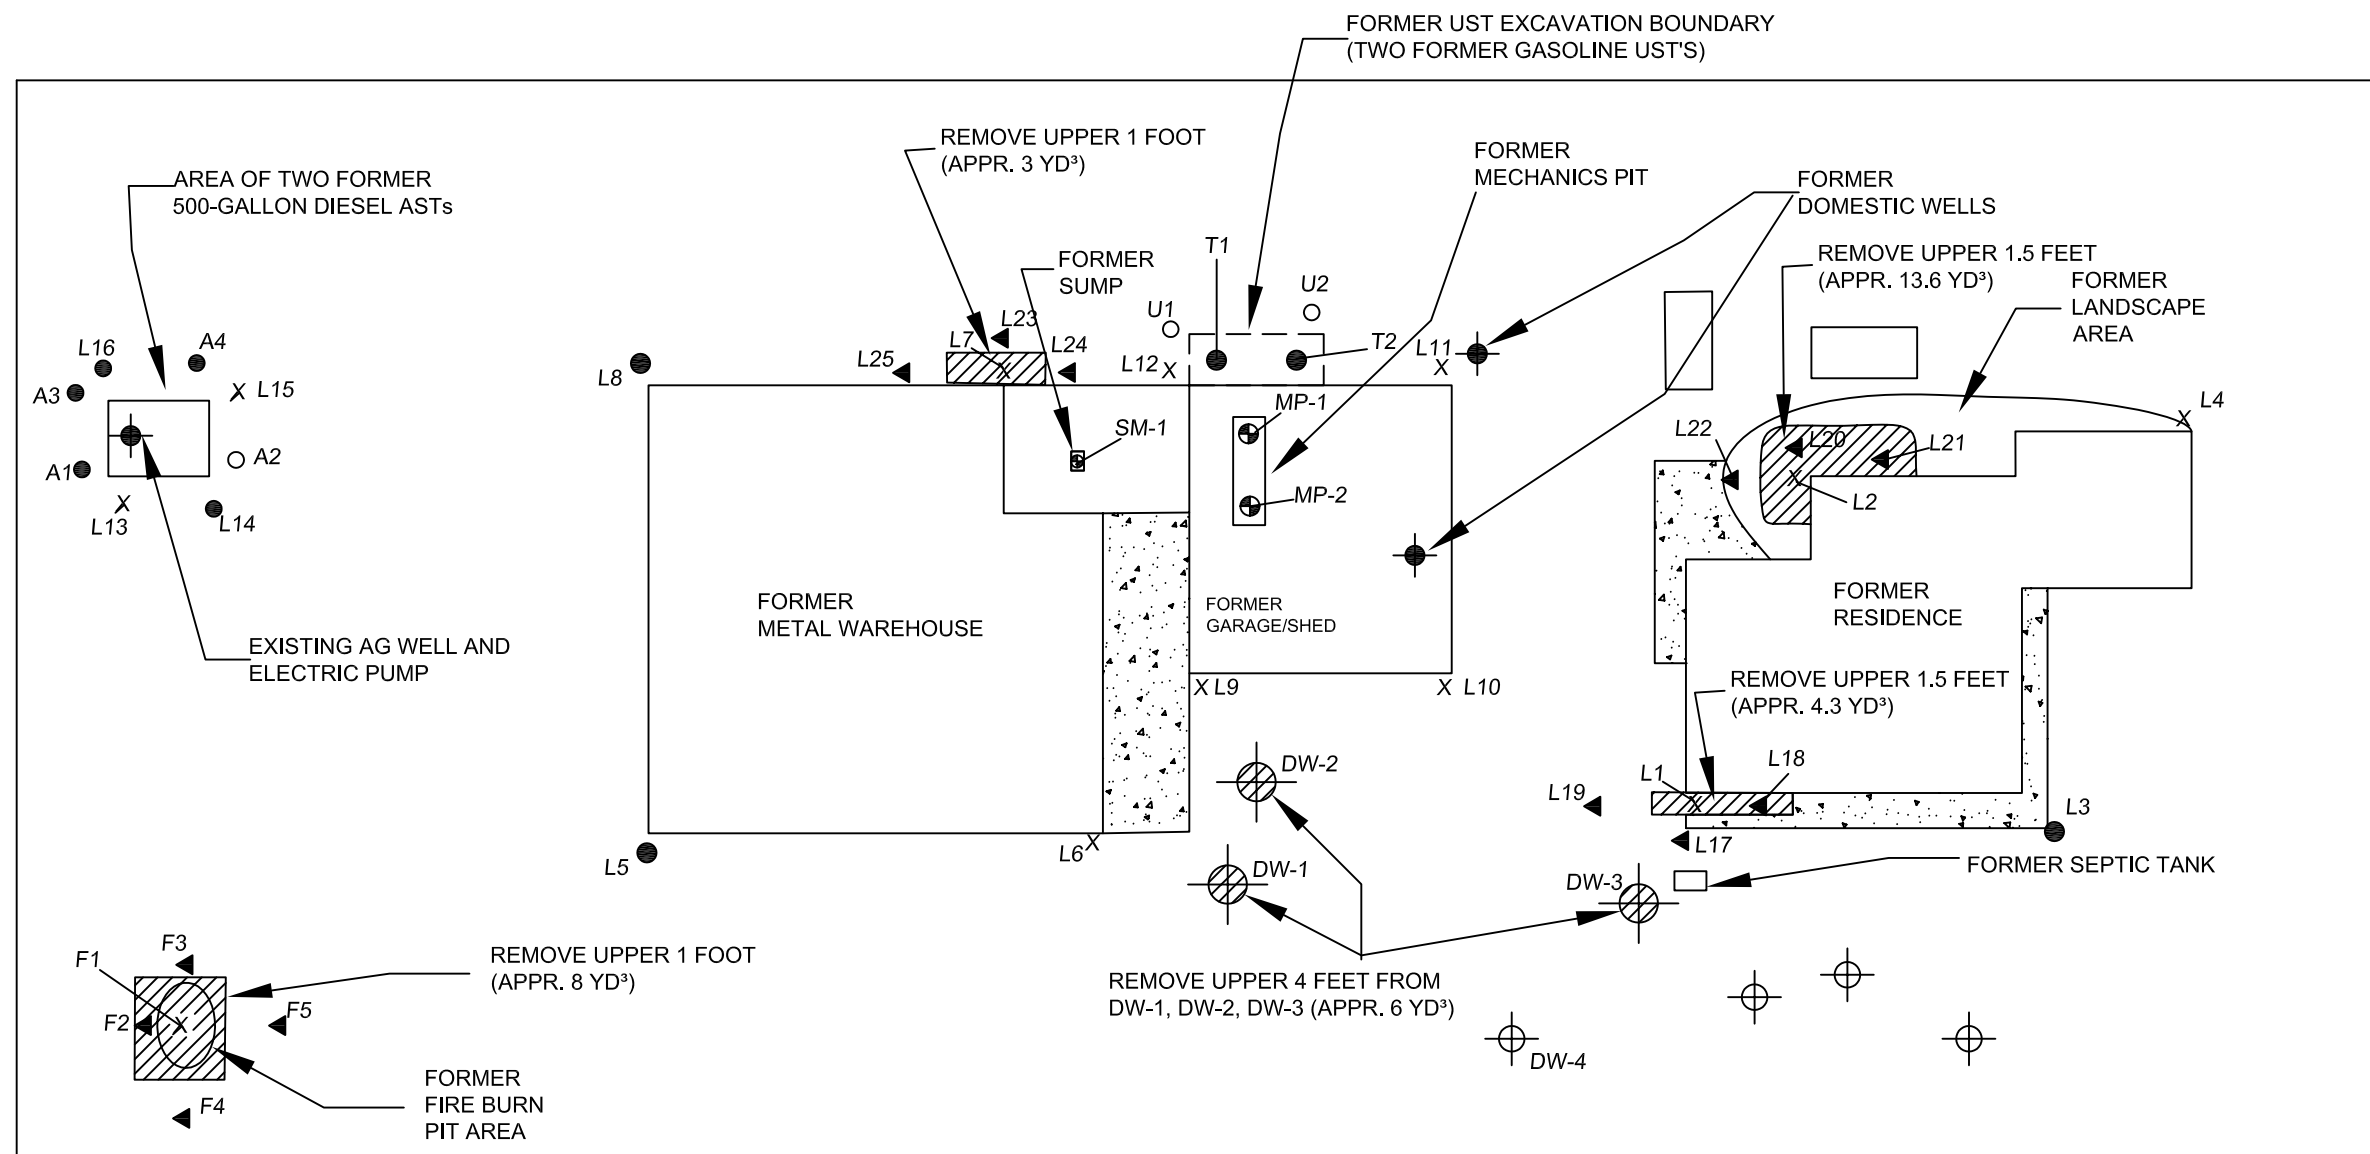 FORMER UST EXCAVATION BOUNDARY
(TWO FORMER GASOLINE UST'S)
REMOVE UPPER 1 FOOT
(APPR. 3 YD³)
FORMER
MECHANICS PIT
AREA OF TWO FORMER
500-GALLON DIESEL ASTs
FORMER
DOMESTIC WELLS
FORMER
SUMP
T1
REMOVE UPPER 1.5 FEET
(APPR. 13.6 YD³)
FORMER
LANDSCAPE
AREA
U1
U2
L23
L7
L24
L25
L12
T2
L11
L16
A4
L8
A3
L15
MP-1
SM-1
L4
L22
L20
L21
A1
A2
MP-2
L2
L13
L14
FORMER
METAL WAREHOUSE
FORMER
GARAGE/SHED
FORMER
RESIDENCE
EXISTING AG WELL AND
ELECTRIC PUMP
L9
L10
REMOVE UPPER 1.5 FEET
(APPR. 4.3 YD³)
DW-2
L1
L18
L19
L3
L5
L6
L17
DW-1
DW-3
FORMER SEPTIC TANK
F1
F3
REMOVE UPPER 1 FOOT
(APPR. 8 YD³)
REMOVE UPPER 4 FEET FROM
DW-1, DW-2, DW-3 (APPR. 6 YD³)
F2
F5
DW-4
F4
FORMER
FIRE BURN
PIT AREA